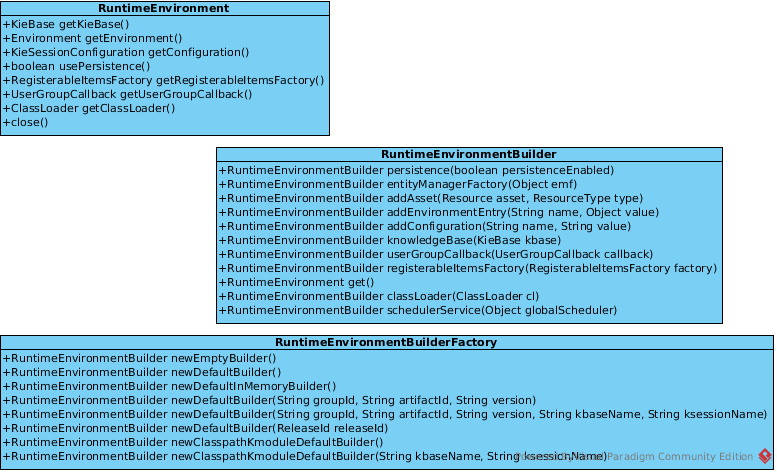 RuntimeEnvironment
+KieBase getKieBase()
+Environment getEnvironment()
+KieSessionConfiguration getConfiguration()
+boolean usePersistence()
+RegisterableItemsFactory getRegisterableItemsFactory()
+UserGroupCallback getUserGroupCallback()
+ClassLoader getClassLoader()
+close()
RuntimeEnvironmentBuilder
+RuntimeEnvironmentBuilder persistence(boolean persistenceEnabled)
+RuntimeEnvironmentBuilder entityManagerFactory(Object emf)
+RuntimeEnvironmentBuilder addAsset(Resource asset, ResourceType type)
+RuntimeEnvironmentBuilder addEnvironmentEntry(String name, Object value)
+RuntimeEnvironmentBuilder addConfiguration(String name, String value)
+RuntimeEnvironmentBuilder knowledgeBase(KieBase kbase)
+RuntimeEnvironmentBuilder userGroupCallback(UserGroupCallback callback)
+RuntimeEnvironmentBuilder registerableItemsFactory(RegisterableItemsFactory factory)
+RuntimeEnvironment get()
+RuntimeEnvironmentBuilder classLoader(ClassLoader cl)
+RuntimeEnvironmentBuilder schedulerService(Object globalScheduler)
RuntimeEnvironmentBuilderFactory
+RuntimeEnvironmentBuilder newEmptyBuilder()
+RuntimeEnvironmentBuilder newDefaultBuilder()
+RuntimeEnvironmentBuilder newDefaultInMemoryBuilder()
+RuntimeEnvironmentBuilder newDefaultBuilder(String groupId, String artifactId, String version)
+RuntimeEnvironmentBuilder newDefaultBuilder(String groupId, String artifactId, String version, String kbaseName, String ksessionName)
+RuntimeEnvironmentBuilder newDefaultBuilder(ReleaseId releaseId)
+RuntimeEnvironmentBuilder newClasspathKmoduleDefaultBuilder()
+RuntimeEnvironmentBuilder newClasspathKmoduleDefaultBuilder(String kbaseName, String ksessionName)
Powered By Visual Paradigm Community Edition